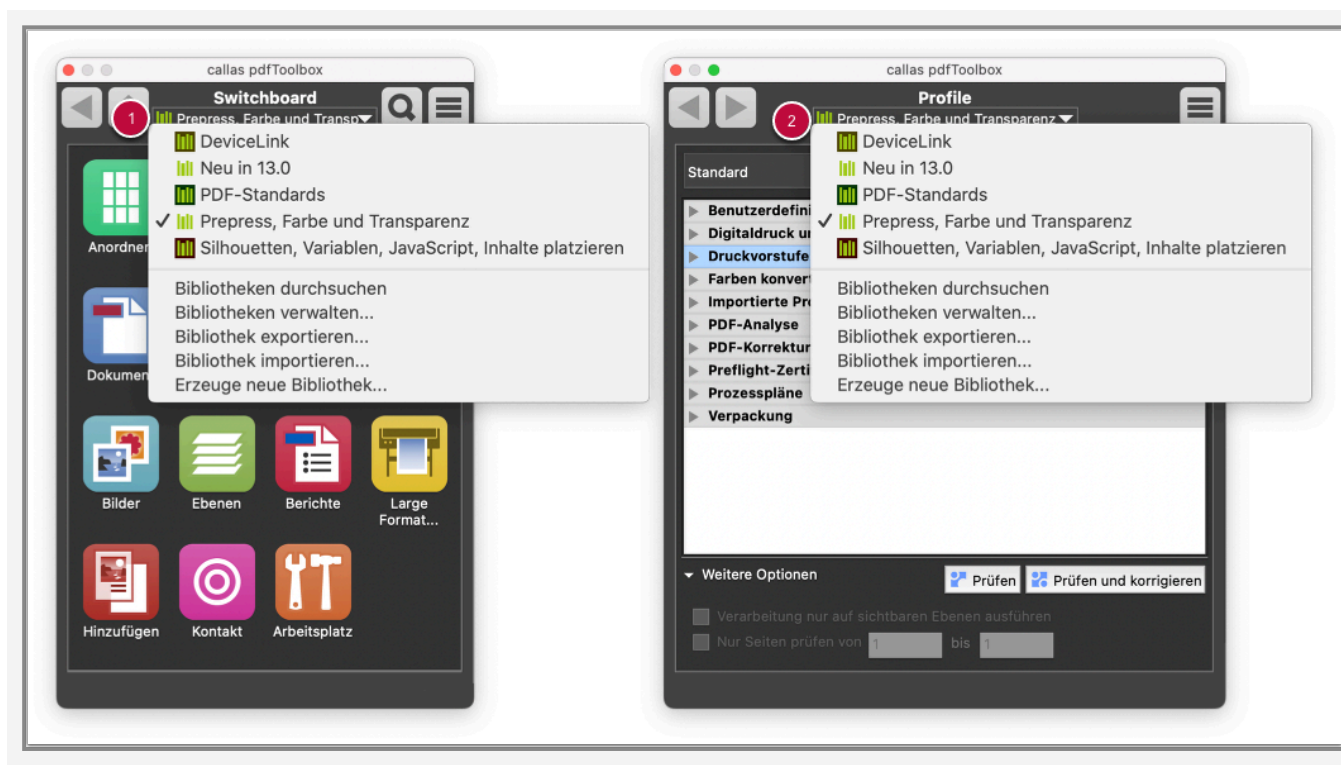 callas pdfToolbox
Switchboard
1
Prepress, Farbe und Transp
DeviceLink
Neu in 13.0
PDF-Standards
✓ Prepress, Farbe und Transparenz
Silhouetten, Variablen, JavaScript, Inhalte platzieren
Bibliotheken durchsuchen
Bibliotheken verwalten...
Bibliothek exportieren...
Bibliothek importieren...
Erzeuge neue Bibliothek...
Anordnen
Dokumen
Bilder
Ebenen
Berichte
Large
Format...
Hinzufügen
Kontakt
Arbeitsplatz
callas pdfToolbox
Profile
2
Prepress, Farbe und Transparenz
DeviceLink
Neu in 13.0
PDF-Standards
✓ Prepress, Farbe und Transparenz
Silhouetten, Variablen, JavaScript, Inhalte platzieren
Bibliotheken durchsuchen
Bibliotheken verwalten...
Bibliothek exportieren...
Bibliothek importieren...
Erzeuge neue Bibliothek...
Standard
Benutzerdefini
Digitaldruck u
Druckvorstufe
Farben konver
Importierte Pr
PDF-Analyse
PDF-Korrektur
Preflight-Zerti
Prozesspläne
Verpackung
Weitere Optionen
Prüfen
Prüfen und korrigieren
Verarbeitung nur auf sichtbaren Ebenen ausführen
Nur Seiten prüfen von 1 bis 1